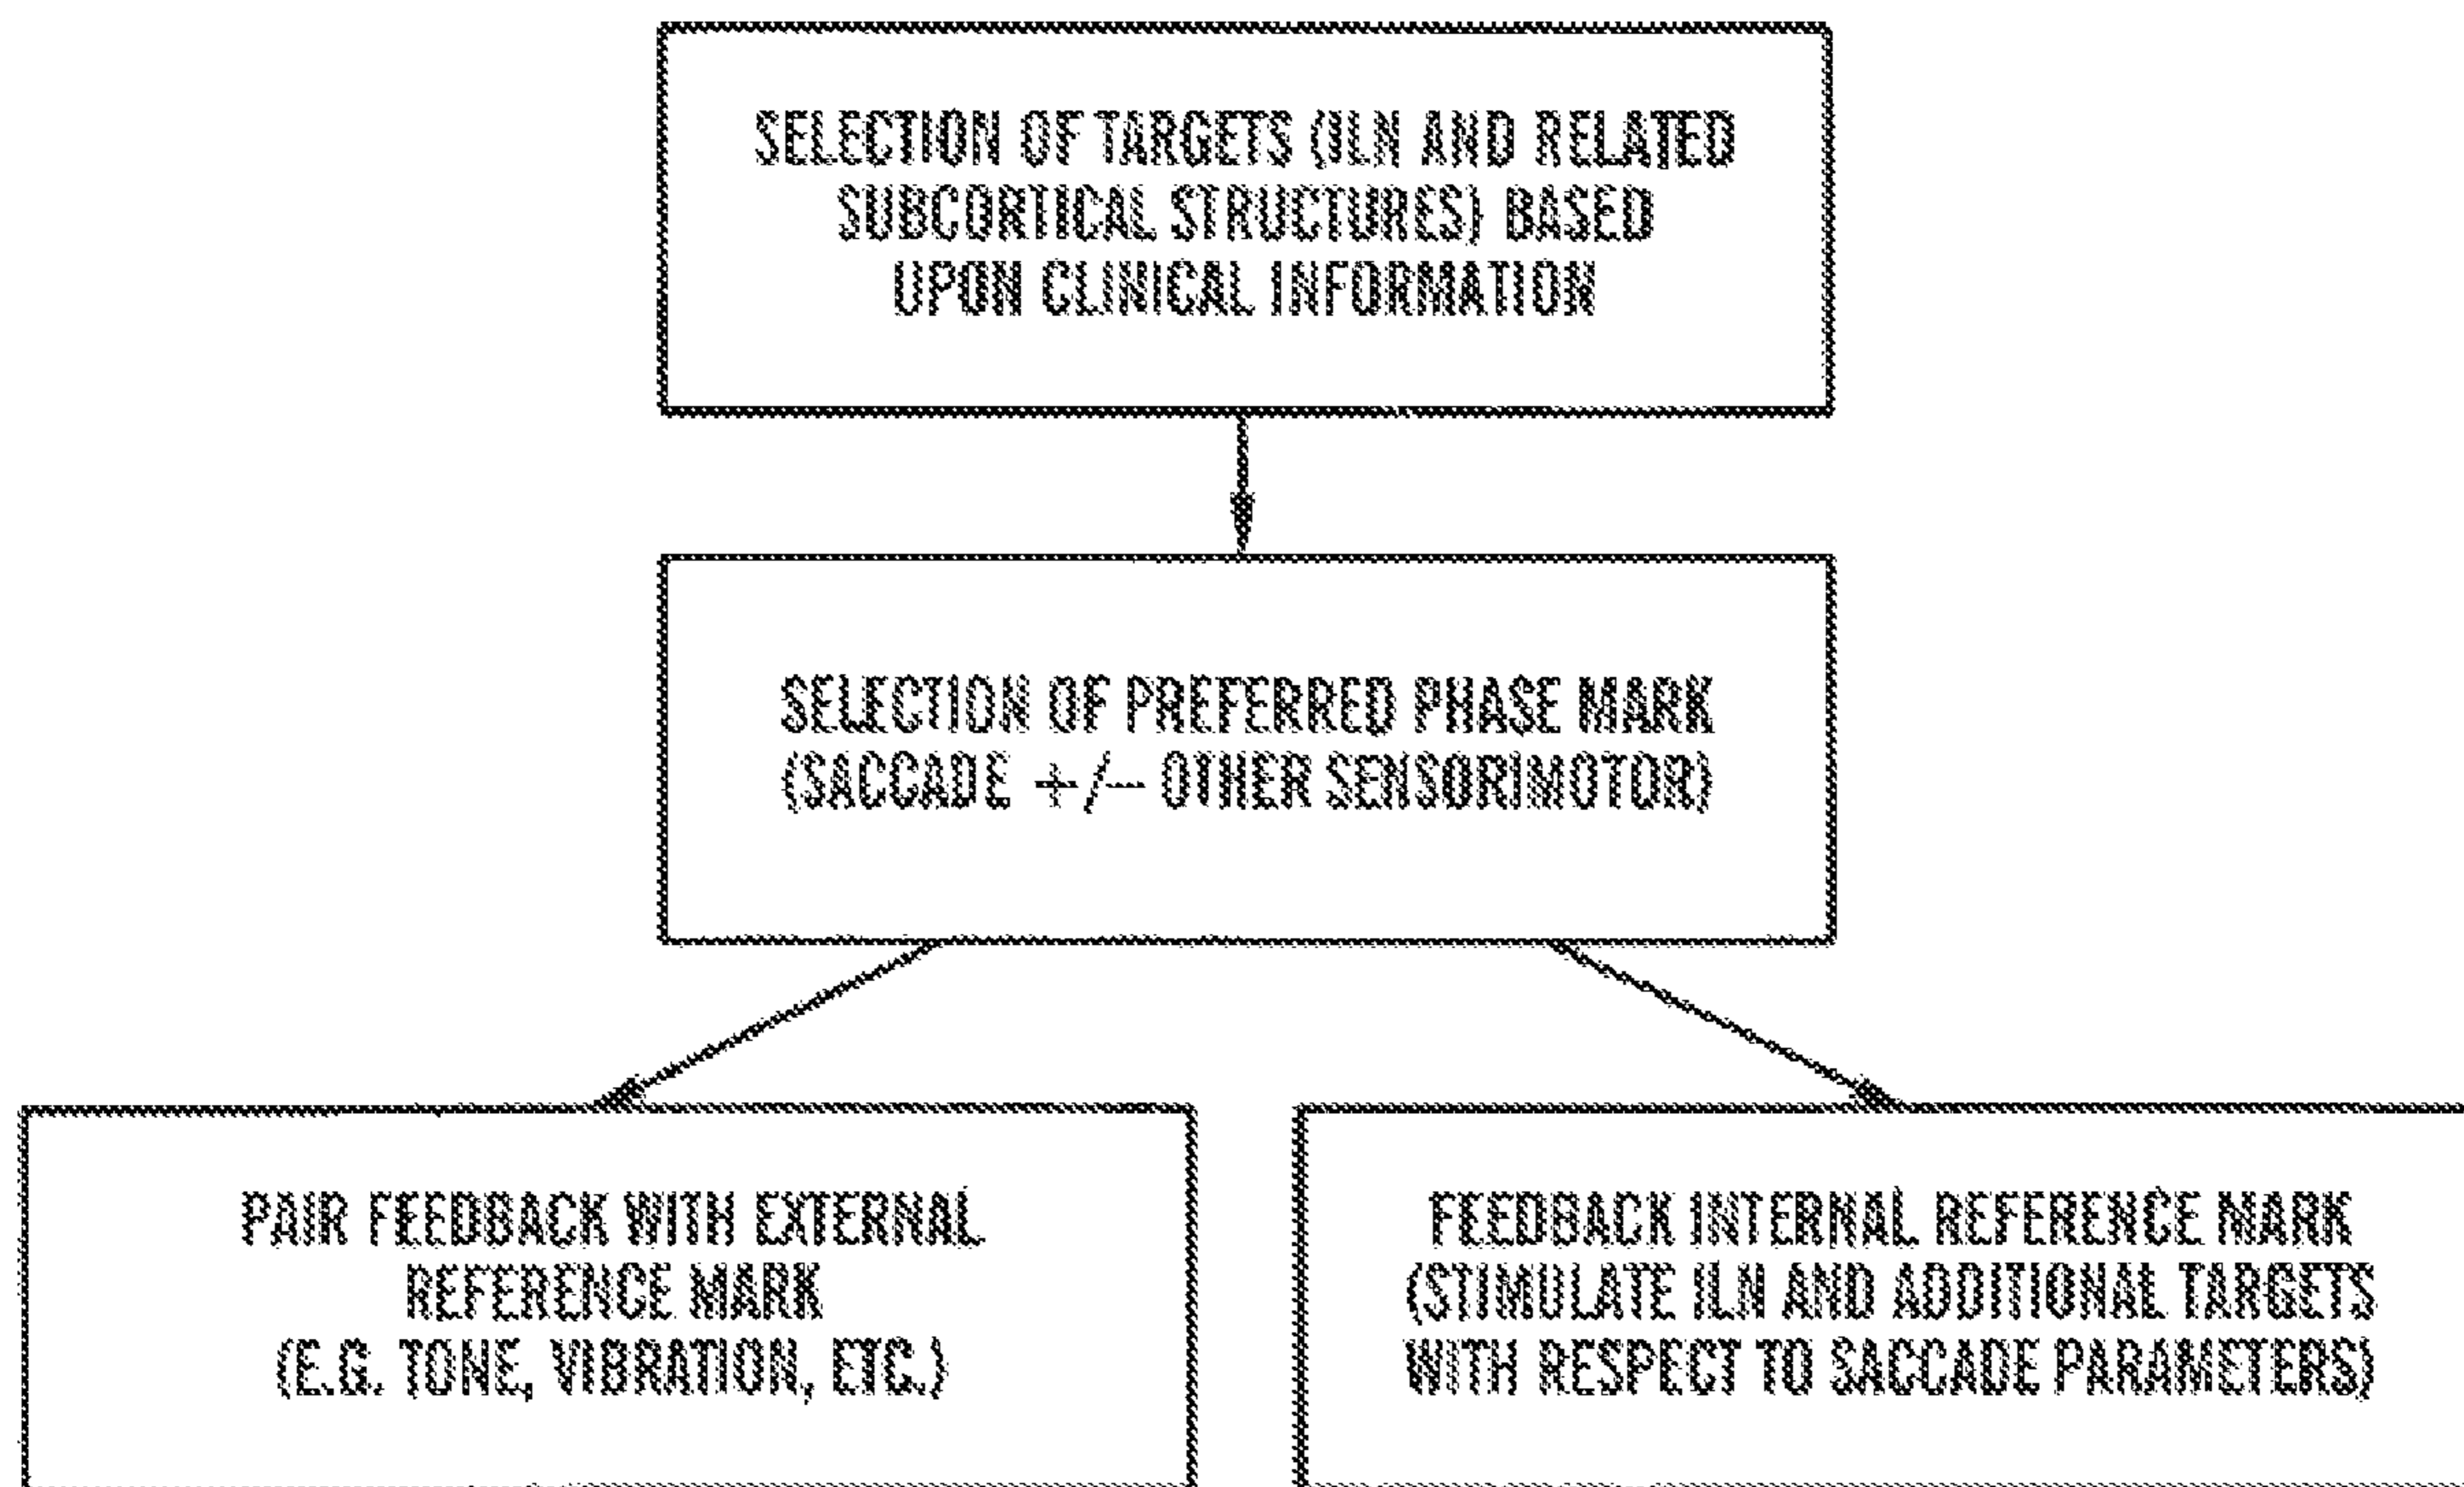 SELECTION OF TARGETS (ILN AND RELATED
SUBCORTICAL STRUCTURES) BASED
UPON CLINICAL INFORMATION
SELECTION OF PREFERRED PHASE MARK
(SACCADE +/- OTHER SENSORIMOTOR)
PAIR FEEDBACK WITH EXTERNAL
REFERENCE MARK
(E.G. TONE, VIBRATION, ETC.)
FEEDBACK INTERNAL REFERENCE MARK
(STIMULATE ILN AND ADDITIONAL TARGETS
WITH RESPECT TO SACCADE PARAMETERS)